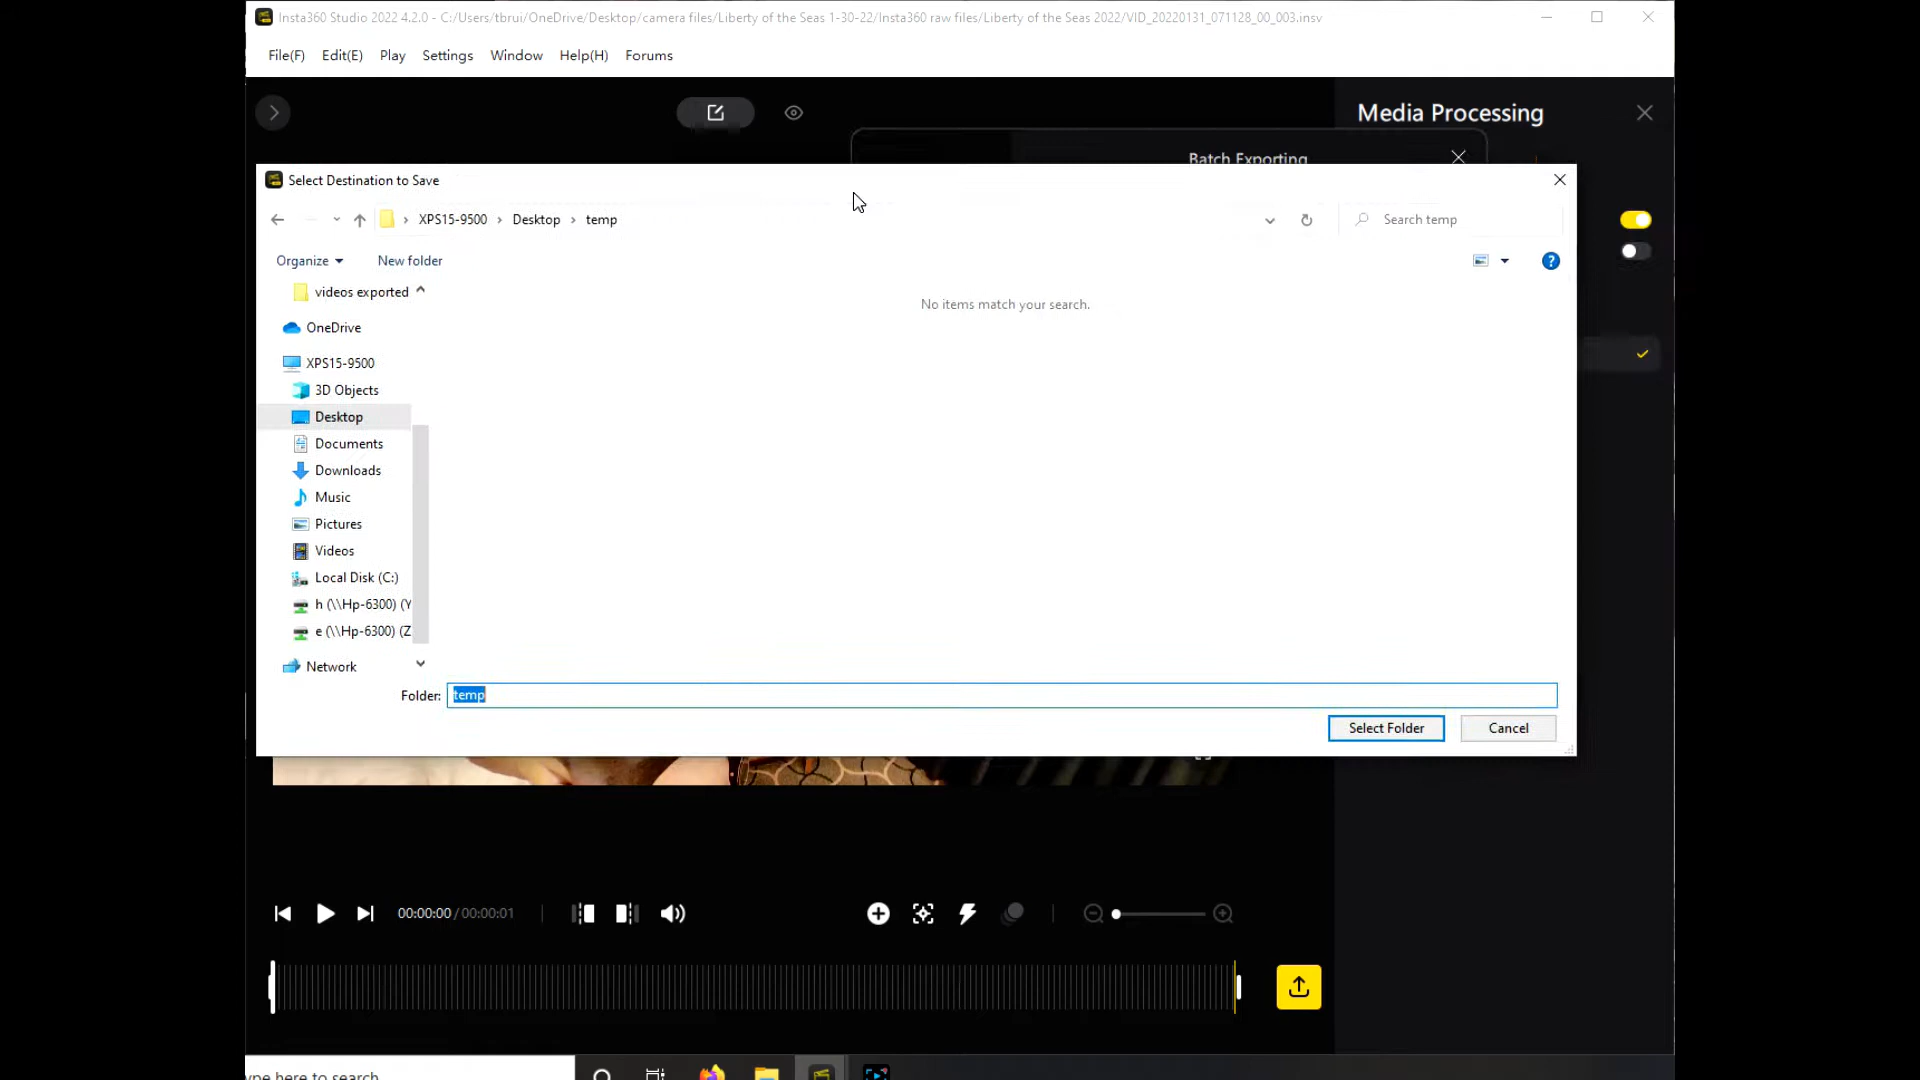 Insta360 Studio 2022 4.2.0 - C:/Users/tbrui/OneDrive/Desktop/camera files/Liberty of the Seas 1-30-22/Insta360 raw files/Liberty of the Seas 2022/VID_20220131_071128_00_003.insv
File(F) Edit(E) Play Settings Window Help(H) Forums
Media Processing
Batch Exporting
Select Destination to Save
XPS15-9500 Desktop temp
Search temp
Organize New folder
videos exported
No items match your search.
OneDrive
XPS15-9500
3D Objects
Desktop
Documents
Downloads
Music
Pictures
Videos
Local Disk (C:)
h (\\Hp-6300) (Y
e (\\Hp-6300) (Z
Network
Folder: temp
Select Folder Cancel
00:00:00/00:00:01
ype here to search